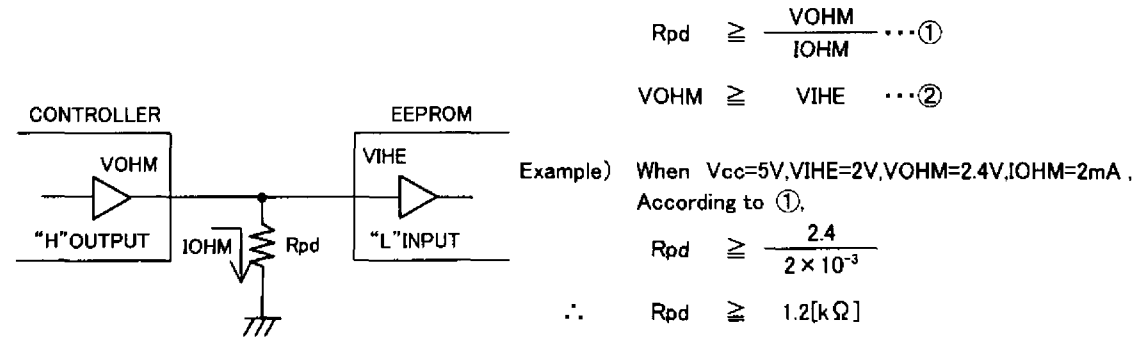 CONTROLLER
EEPROM
VOHM
VIHE
“H”OUTPUT
IOHM
Rpd
“L”INPUT
Rpd ≧ VOHM / IOHM ・・・①
VOHM ≧ VIHE ・・・②
Example) When Vcc=5V,VIHE=2V,VOHM=2.4V,IOHM=2mA ,
According to ①,
Rpd ≧ 2.4 / 2×10⁻³
∴ Rpd ≧ 1.2[kΩ]